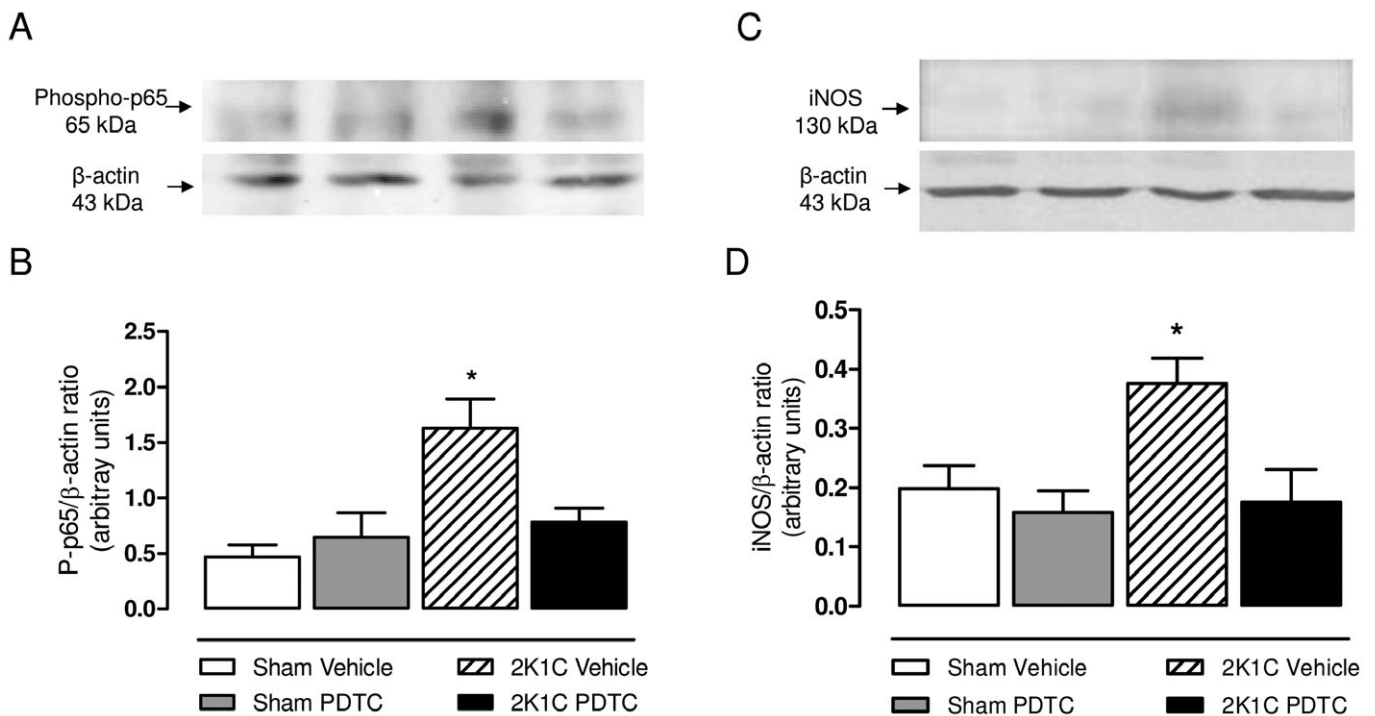 A
Phospho-p65
65 kDa
β-actin
43 kDa
B
P-p65/β-actin ratio
(arbitray units)
2.5
2.0
1.5
1.0
0.5
0.0
*
Sham Vehicle
2K1C Vehicle
Sham PDTC
2K1C PDTC
C
iNOS
130 kDa
β-actin
43 kDa
D
iNOS/β-actin ratio
(arbitrary units)
0.5
0.4
0.3
0.2
0.1
0.0
*
Sham Vehicle
2K1C Vehicle
Sham PDTC
2K1C PDTC